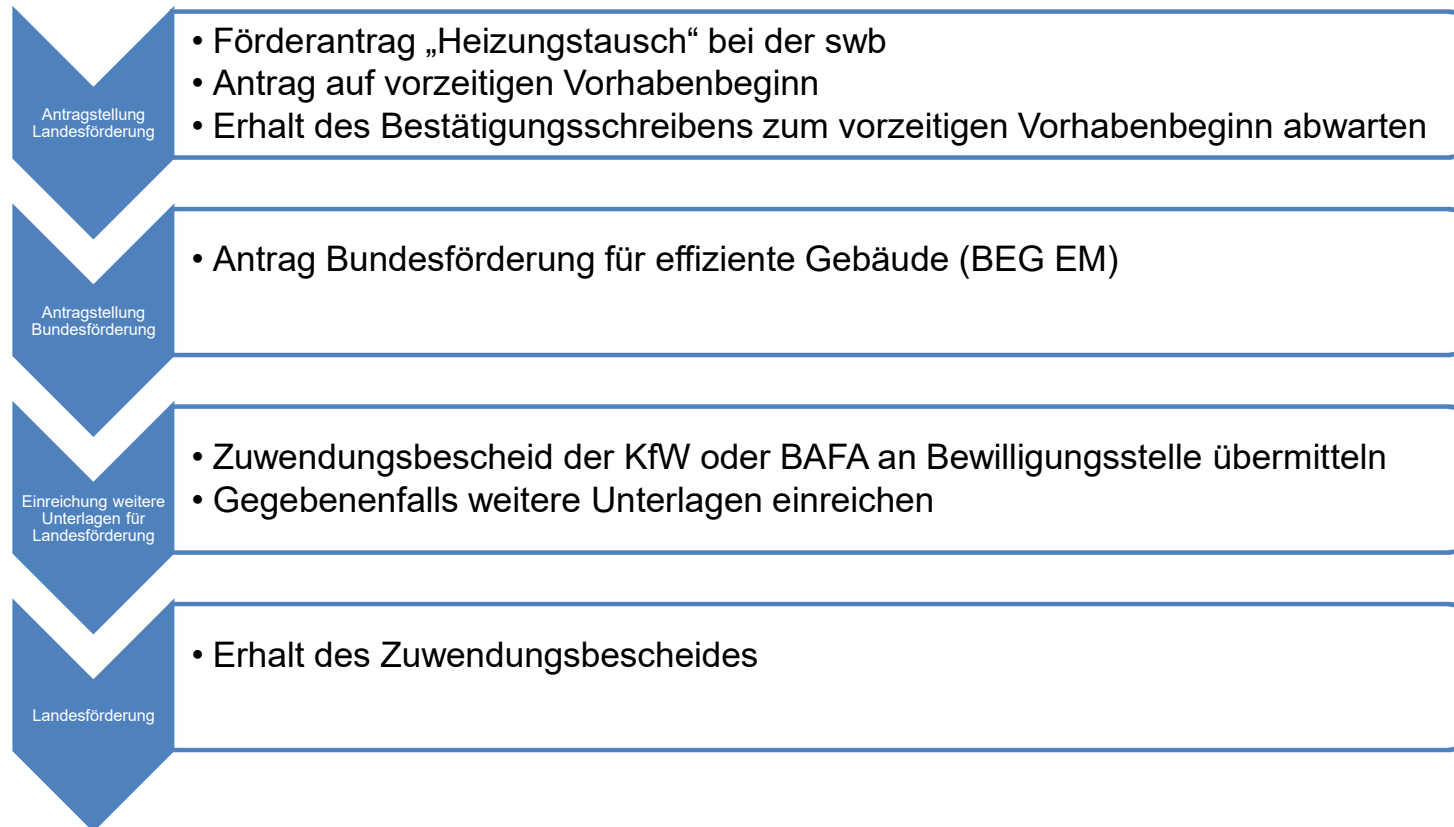 Antragstellung
Landesförderung
• Förderantrag „Heizungstausch“ bei der swb
• Antrag auf vorzeitigen Vorhabenbeginn
• Erhalt des Bestätigungsschreibens zum vorzeitigen Vorhabenbeginn abwarten
Antragstellung
Bundesförderung
• Antrag Bundesförderung für effiziente Gebäude (BEG EM)
Einreichung weitere
Unterlagen für
Landesförderung
• Zuwendungsbescheid der KfW oder BAFA an Bewilligungsstelle übermitteln
• Gegebenenfalls weitere Unterlagen einreichen
Landesförderung
• Erhalt des Zuwendungsbescheides